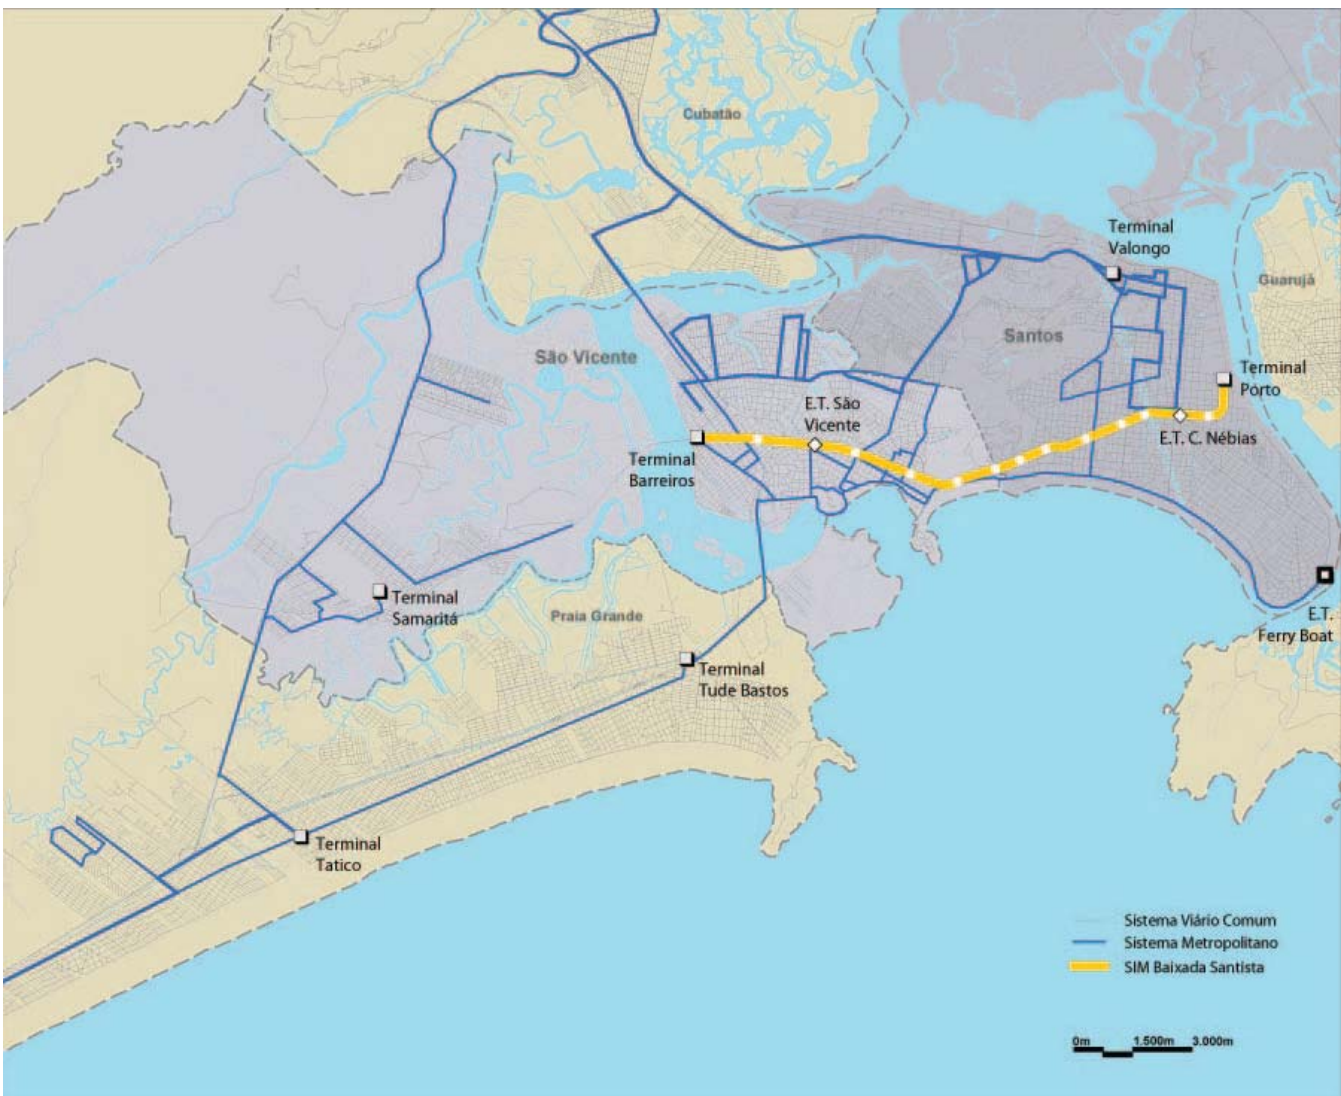 Cubatão
Terminal
Valongo
Guarujá
Santos
São Vicente
Terminal
Porto
E.T. São
Vicente
E.T. C. Nébias
Terminal
Barreiros
Terminal
Samaritá
Praia Grande
E.T.
Ferry Boat
Terminal
Tude Bastos
Terminal
Tatico
Sistema Viário Comum
Sistema Metropolitano
SIM Baixada Santista
0m 1.500m 3.000m